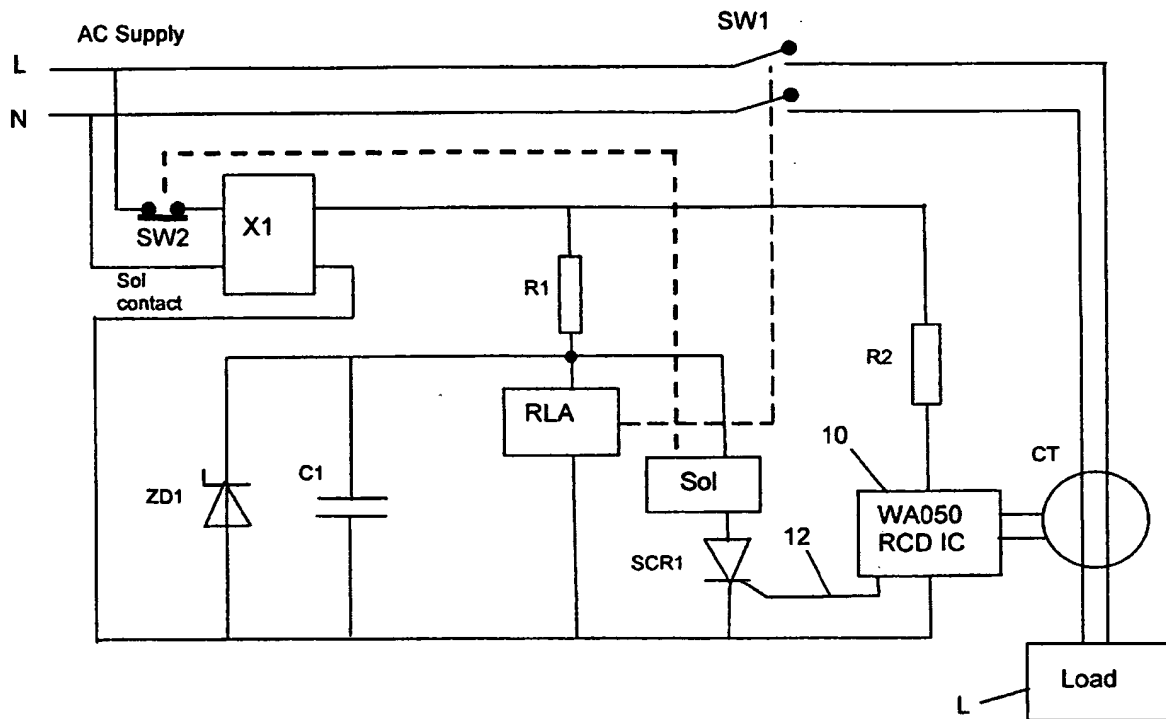 AC Supply
SW1
L
N
SW2
X1
Sol
contact
R1
R2
RLA
10
CT
ZD1
C1
Sol
WA050
RCD IC
SCR1
12
Load
L